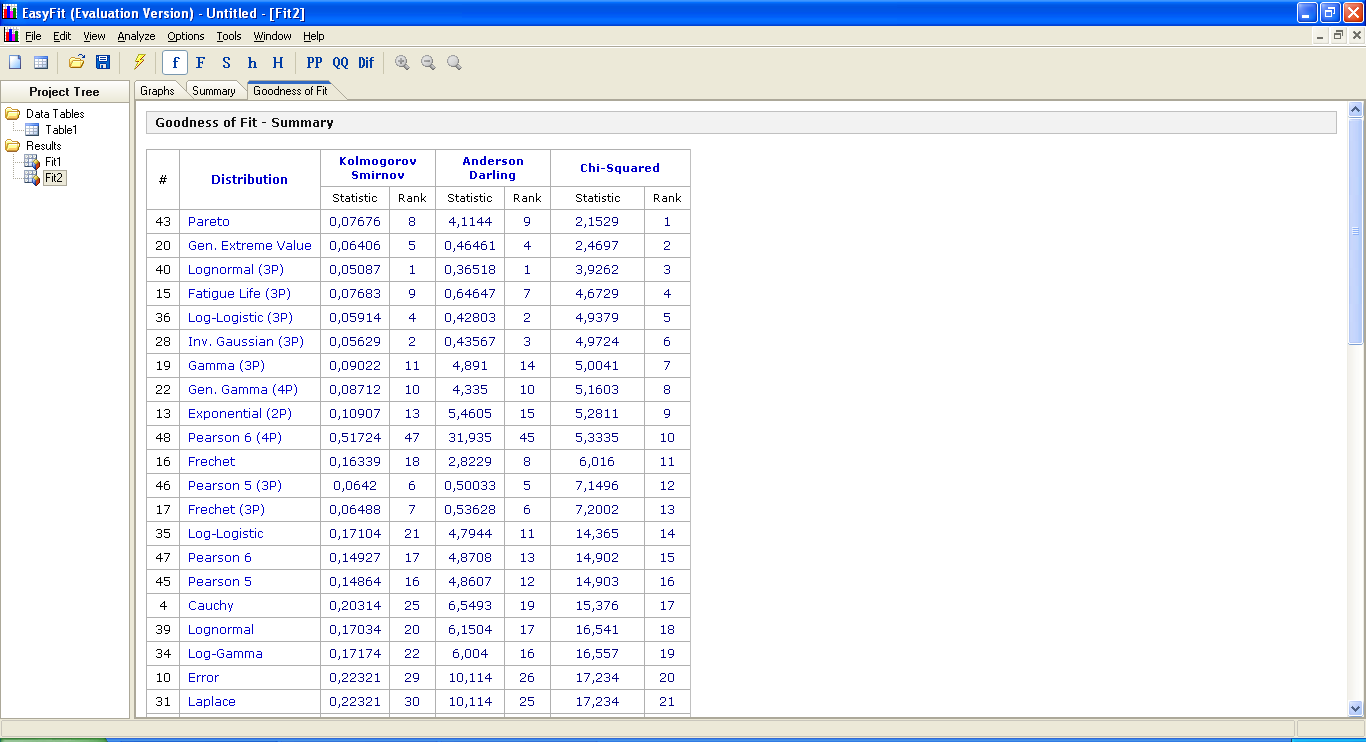 EasyFit (Evaluation Version) - Untitled - [Fit2]
File Edit View Analyze Options Tools Window Help
f F S h H PP QQ Dif
Project Tree
Data Tables
Table1
Results
Fit1
Fit2
Graphs Summary Goodness of Fit
Goodness of Fit - Summary
# Distribution Kolmogorov Smirnov Anderson Darling Chi-Squared
Statistic Rank Statistic Rank Statistic Rank
43 Pareto 0,07676 8 4,1144 9 2,1529 1
20 Gen. Extreme Value 0,06406 5 0,46461 4 2,4697 2
40 Lognormal (3P) 0,05087 1 0,36518 1 3,9262 3
15 Fatigue Life (3P) 0,07683 9 0,64647 7 4,6729 4
36 Log-Logistic (3P) 0,05914 4 0,42803 2 4,9379 5
28 Inv. Gaussian (3P) 0,05629 2 0,43567 3 4,9724 6
19 Gamma (3P) 0,09022 11 4,891 14 5,0041 7
22 Gen. Gamma (4P) 0,08712 10 4,335 10 5,1603 8
13 Exponential (2P) 0,10907 13 5,4605 15 5,2811 9
48 Pearson 6 (4P) 0,51724 47 31,935 45 5,3335 10
16 Frechet 0,16339 18 2,8229 8 6,016 11
46 Pearson 5 (3P) 0,0642 6 0,50033 5 7,1496 12
17 Frechet (3P) 0,06488 7 0,53628 6 7,2002 13
35 Log-Logistic 0,17104 21 4,7944 11 14,365 14
47 Pearson 6 0,14927 17 4,8708 13 14,902 15
45 Pearson 5 0,14864 16 4,8607 12 14,903 16
4 Cauchy 0,20314 25 6,5493 19 15,376 17
39 Lognormal 0,17034 20 6,1504 17 16,541 18
34 Log-Gamma 0,17174 22 6,004 16 16,557 19
10 Error 0,22321 29 10,114 26 17,234 20
31 Laplace 0,22321 30 10,114 25 17,234 21